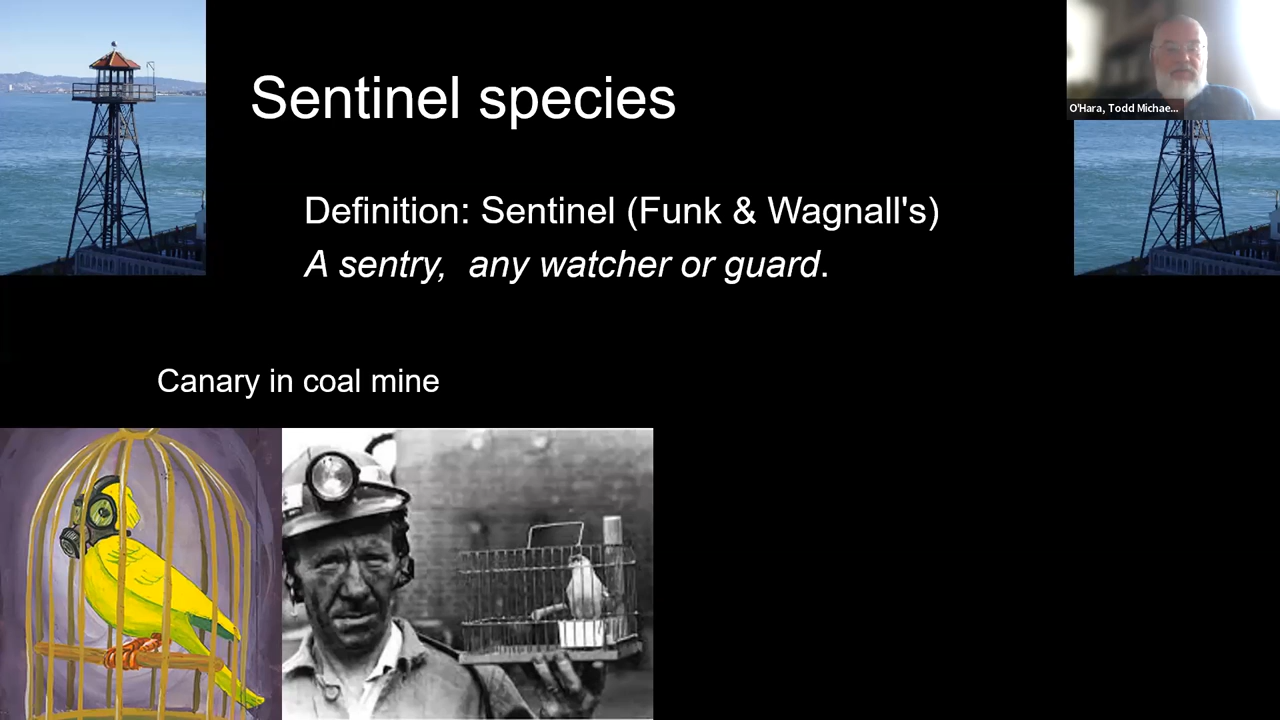 Sentinel species
O'Hara, Todd Michae...
Definition: Sentinel (Funk & Wagnall's)
A sentry, any watcher or guard.
Canary in coal mine